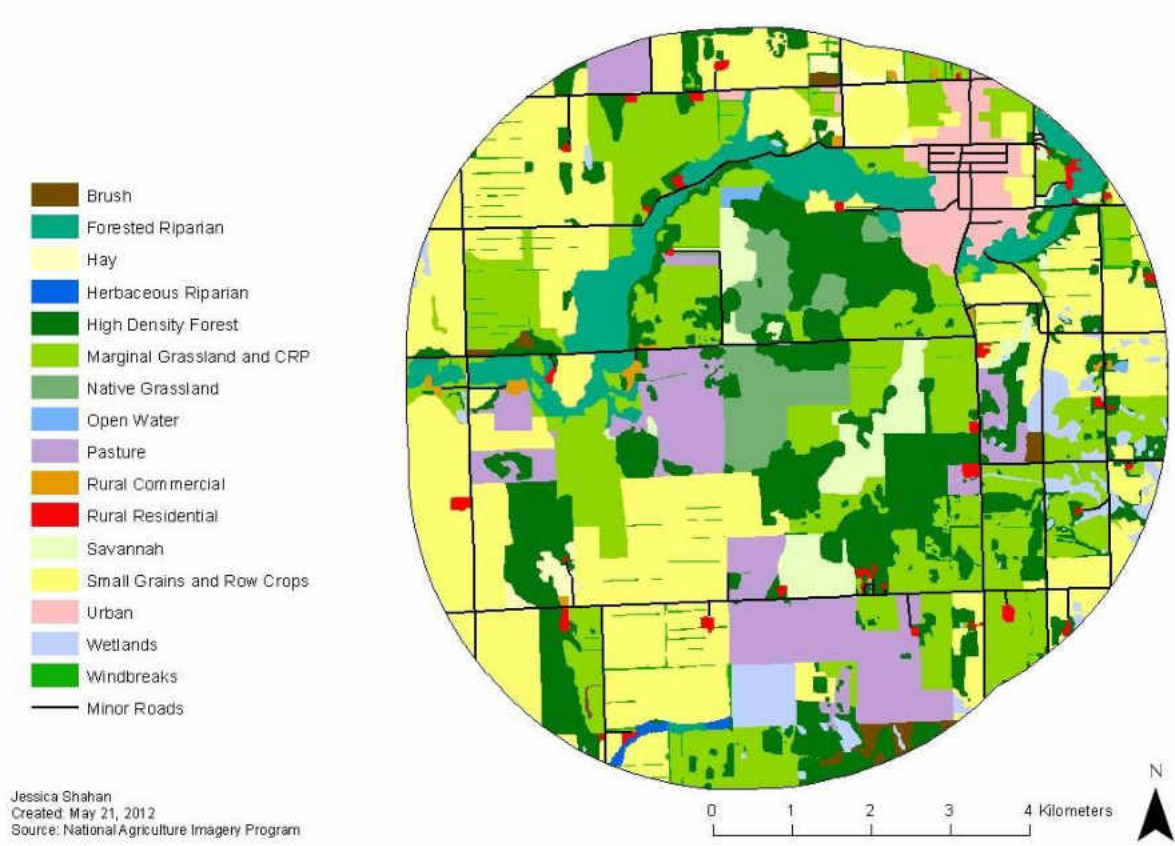 Brush
Forested Riparian
Hay
Herbaceous Riparian
High Density Forest
Marginal Grassland and CRP
Native Grassland
Open Water
Pasture
Rural Commercial
Rural Residential
Savannah
Small Grains and Row Crops
Urban
Wetlands
Windbreaks
Minor Roads
Jessica Shahan
Created: May 21, 2012
Source: National Agriculture Imagery Program
0 1 2 3 4 Kilometers
N